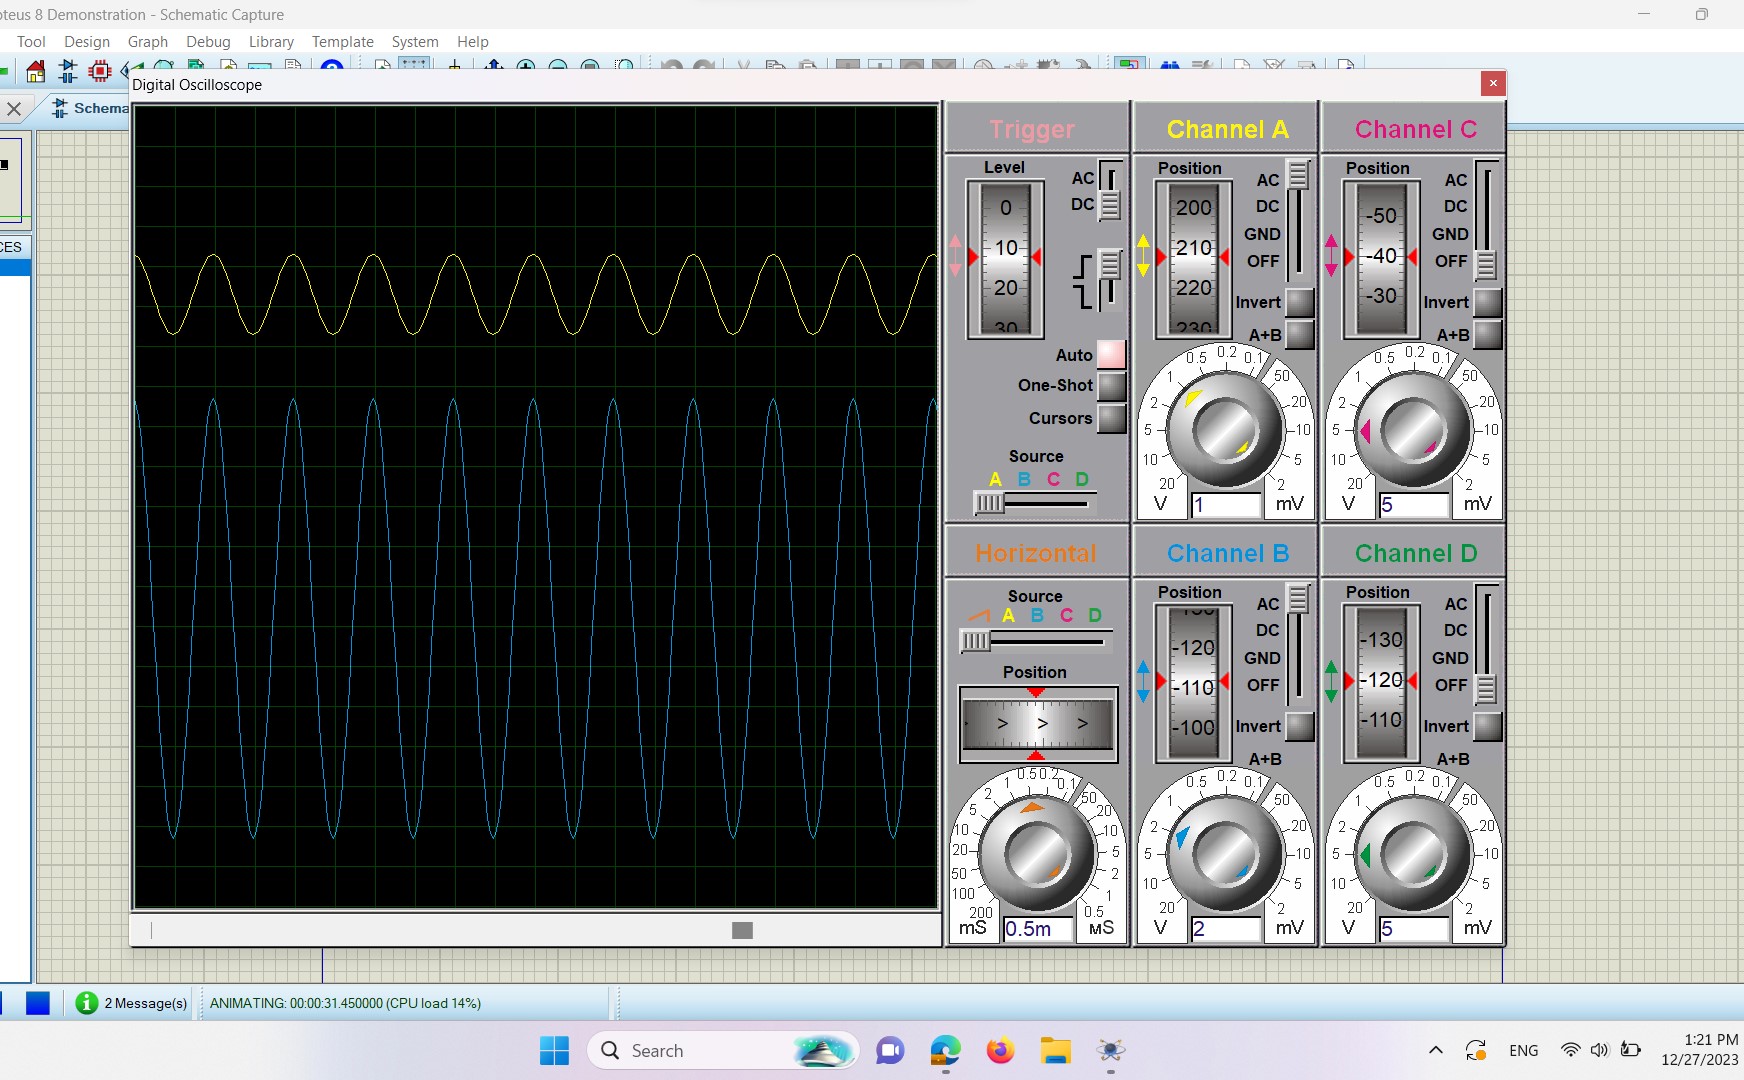 oteus 8 Demonstration - Schematic Capture
Tool Design Graph Debug Library Template System Help
Schema
Digital Oscilloscope
CES
Trigger
Level
AC
DC
0
10
20
30
Auto
One-Shot
Cursors
Source
A B C D
Channel A
Position
AC
DC
GND
OFF
200
210
220
230
Invert
A+B
20 10 5 2 1 0.5 0.2 0.1 50 20 10 5 2
V 1 mV
Channel C
Position
AC
DC
GND
OFF
-50
-40
-30
Invert
A+B
20 10 5 2 1 0.5 0.2 0.1 50 20 10 5 2
V 5 mV
Horizontal
Source
A B C D
Position
> > >
200 100 50 20 10 5 2 1 0.5 0.2 0.1 50 20 10 5 2 1 0.5
mS 0.5m мS
Channel B
Position
AC
DC
GND
OFF
-120
-110
-100
Invert
A+B
20 10 5 2 1 0.5 0.2 0.1 50 20 10 5 2
V 2 mV
Channel D
Position
AC
DC
GND
OFF
-130
-120
-110
Invert
A+B
20 10 5 2 1 0.5 0.2 0.1 50 20 10 5 2
V 5 mV
2 Message(s) ANIMATING: 00:00:31.450000 (CPU load 14%)
Search
ENG
1:21 PM
12/27/2023